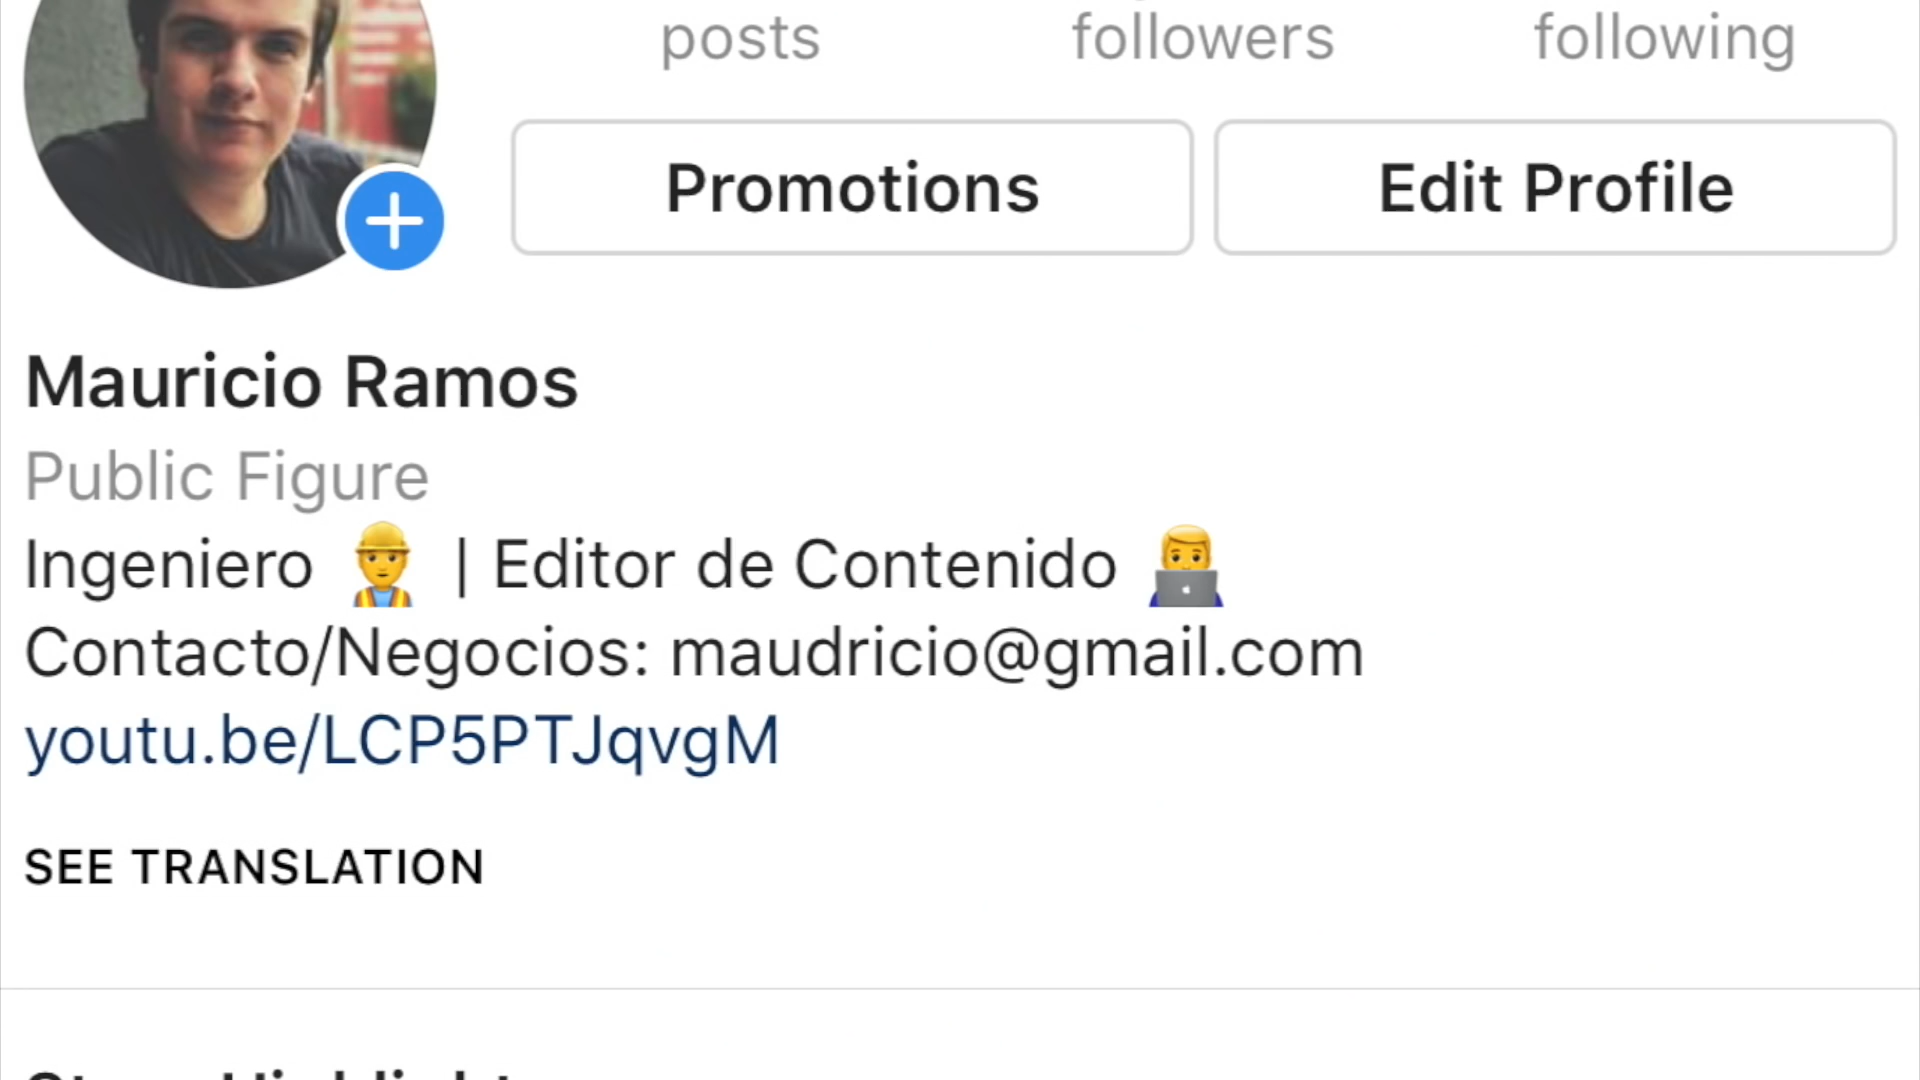 posts followers following
Promotions Edit Profile
Mauricio Ramos
Public Figure
Ingeniero 👷 | Editor de Contenido 👨‍💻
Contacto/Negocios: maudricio@gmail.com
youtu.be/LCP5PTJqvgM
SEE TRANSLATION